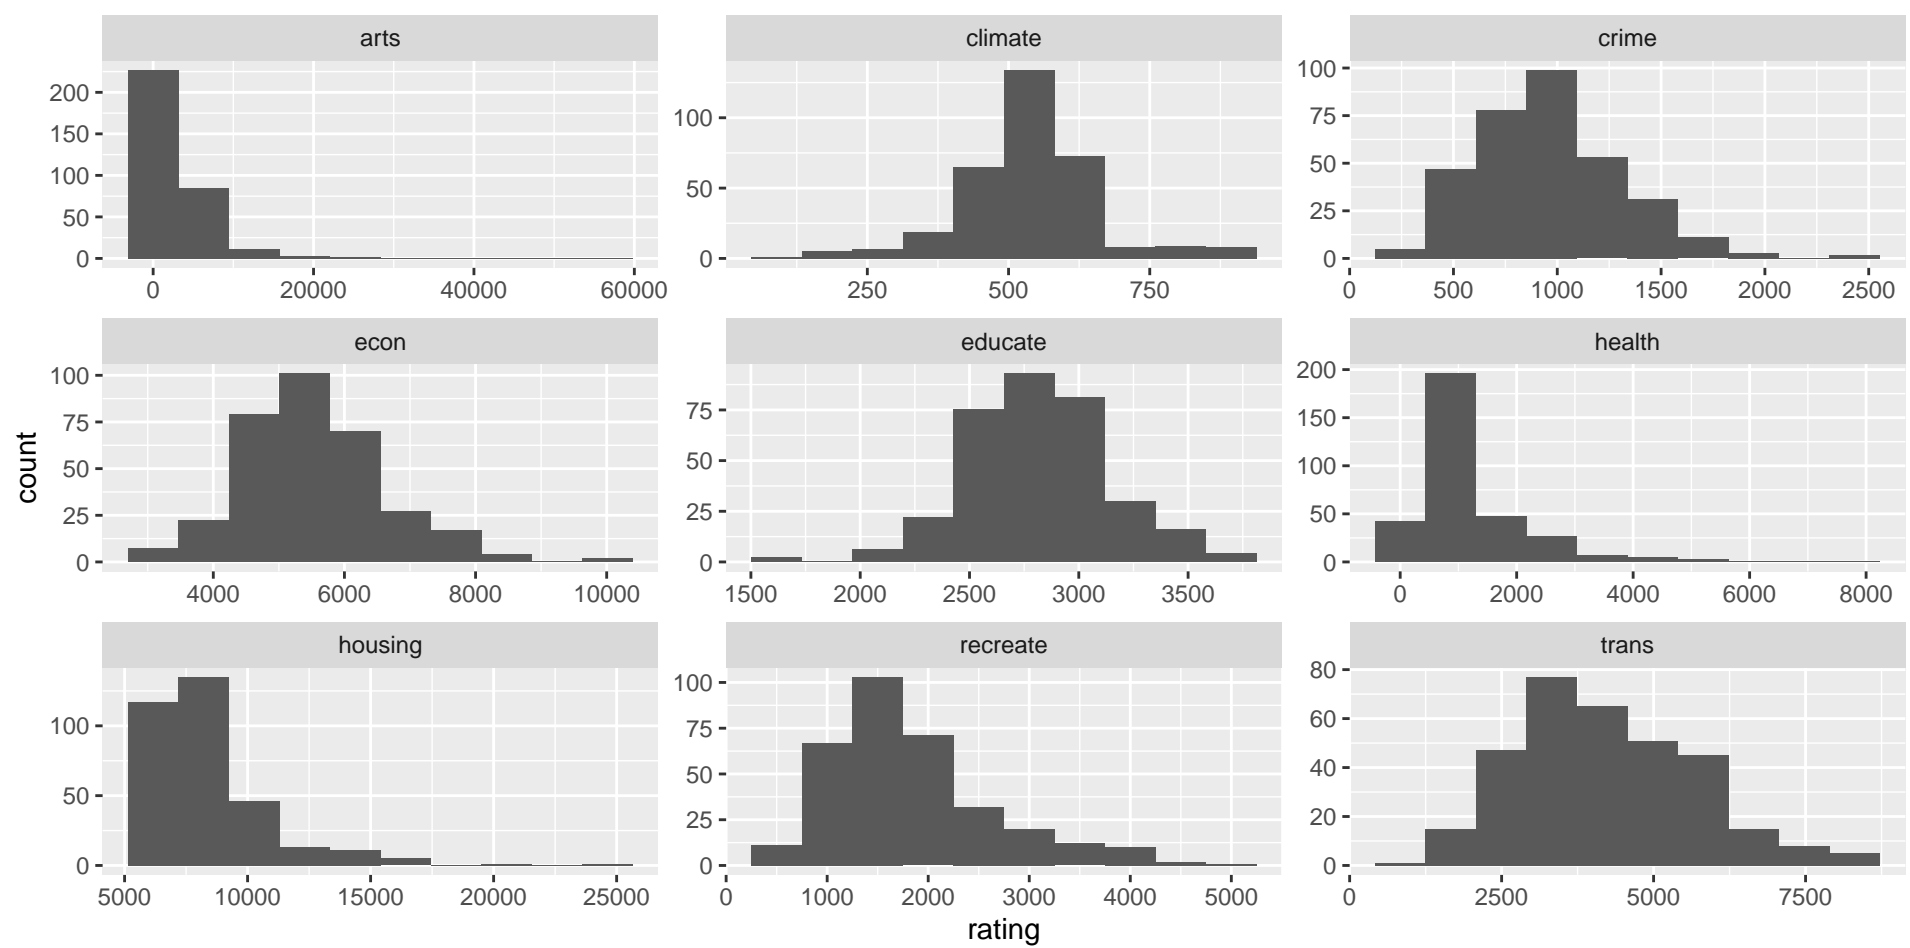 arts climate crime
200 100 100
150 75
100 50 50
50 25
0 0 0
0 20000 40000 60000 250 500 750 0 500 1000 1500 2000 2500
econ educate health
100 75 200
75 50 150
50 25 100
25 50
0 0 0
4000 6000 8000 10000 1500 2000 2500 3000 3500 0 2000 4000 6000 8000
housing recreate trans
100 100 80
50 75 60
50 40
25 20
0 0 0
5000 10000 15000 20000 25000 0 1000 2000 3000 4000 5000 0 2500 5000 7500
count
rating